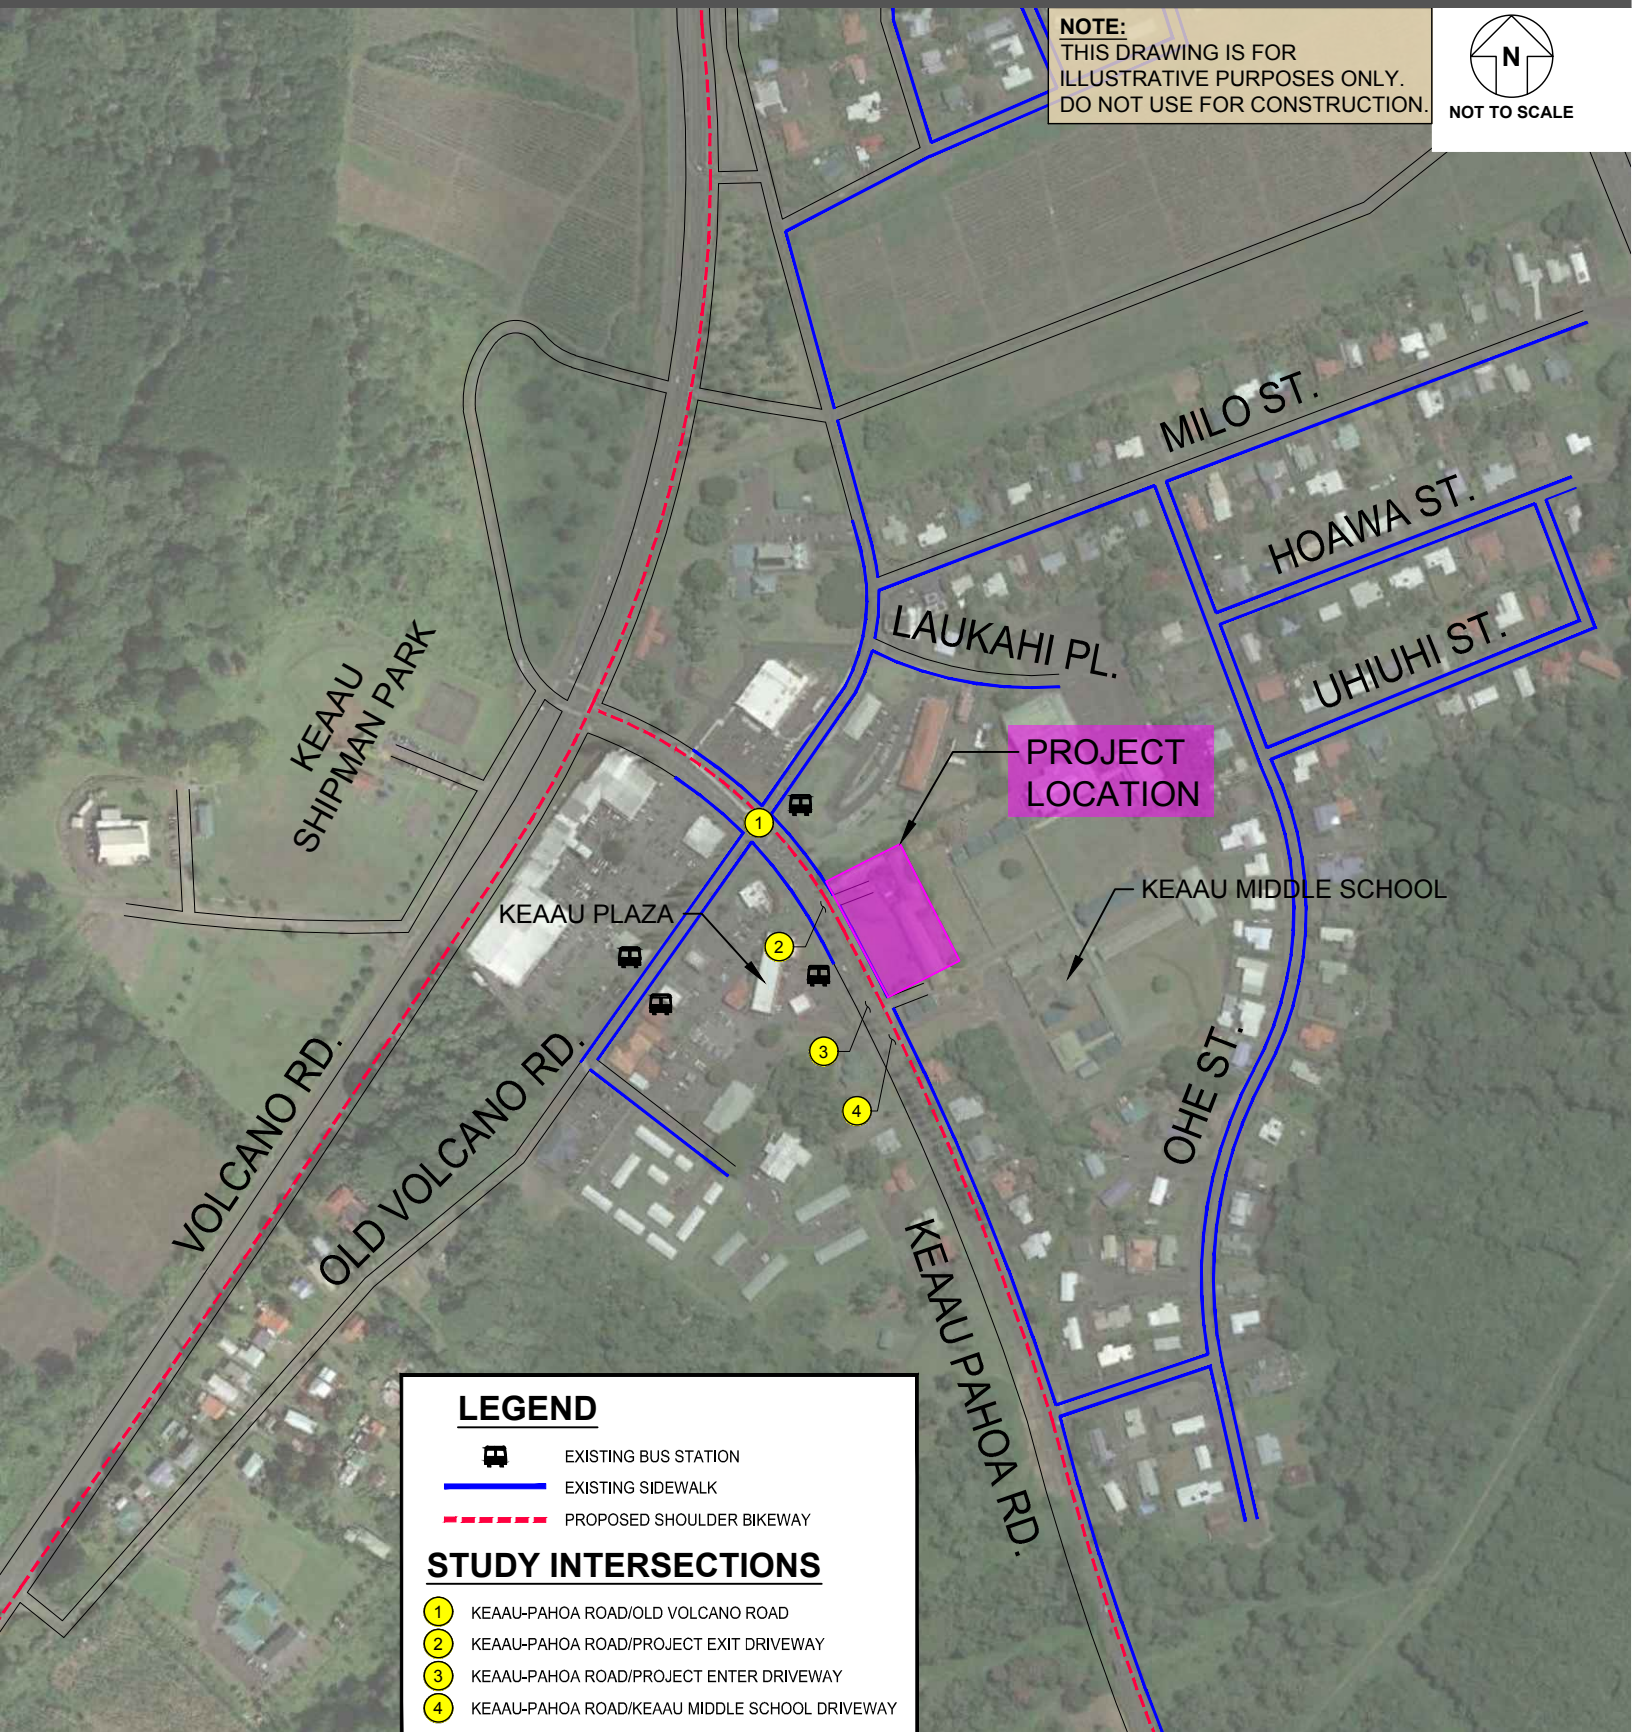 NOTE:
THIS DRAWING IS FOR
ILLUSTRATIVE PURPOSES ONLY.
DO NOT USE FOR CONSTRUCTION.
N
NOT TO SCALE
MILO ST.
HOAWA ST.
LAUKAHI PL.
UHIUHI ST.
KEAAU
SHIPMAN PARK
PROJECT
LOCATION
1
KEAAU MIDDLE SCHOOL
KEAAU PLAZA
2
3
4
OHE ST.
VOLCANO RD.
OLD VOLCANO RD.
KEAAU PAHOA RD.
LEGEND
EXISTING BUS STATION
EXISTING SIDEWALK
PROPOSED SHOULDER BIKEWAY
STUDY INTERSECTIONS
1 KEAAU-PAHOA ROAD/OLD VOLCANO ROAD
2 KEAAU-PAHOA ROAD/PROJECT EXIT DRIVEWAY
3 KEAAU-PAHOA ROAD/PROJECT ENTER DRIVEWAY
4 KEAAU-PAHOA ROAD/KEAAU MIDDLE SCHOOL DRIVEWAY